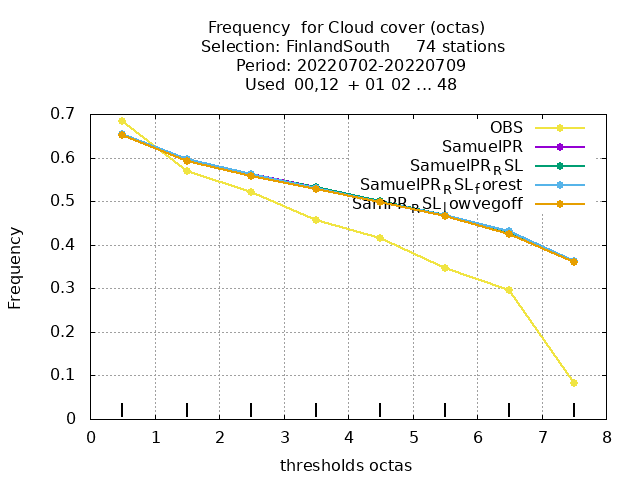 Frequency for Cloud cover (octas)
Selection: FinlandSouth 74 stations
Period: 20220702-20220709
Used 00,12 + 01 02 ... 48
0.7
0.6
0.5
0.4
0.3
0.2
0.1
0
Frequency
OBS
SamuelPR
SamuelPR_RSL
SamuelPR_RSL_forest
SamPR_RSL_lowvegoff
0 1 2 3 4 5 6 7 8
thresholds octas